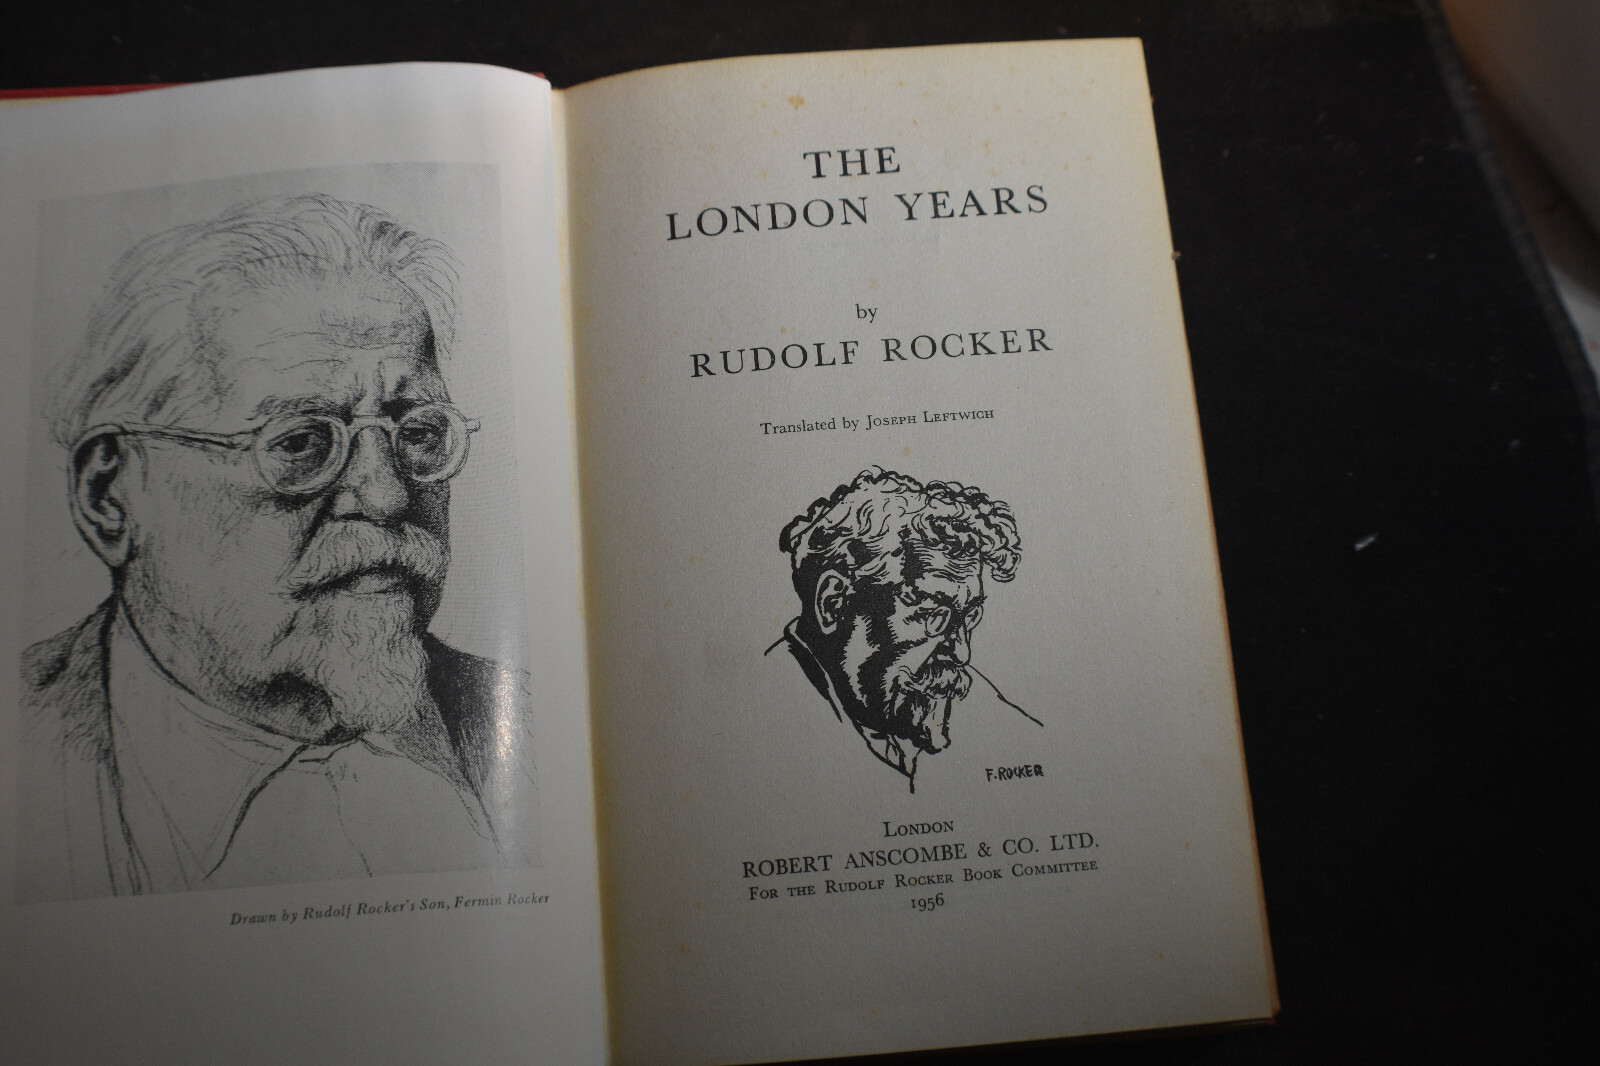 Drawn by Rudolf Rocker's Son, Fermin Rocker
THE
LONDON YEARS
by
RUDOLF ROCKER
Translated by JOSEPH LEFTWICH
F. ROCKER
LONDON
ROBERT ANSCOMBE & CO. LTD.
FOR THE RUDOLF ROCKER BOOK COMMITTEE
1956